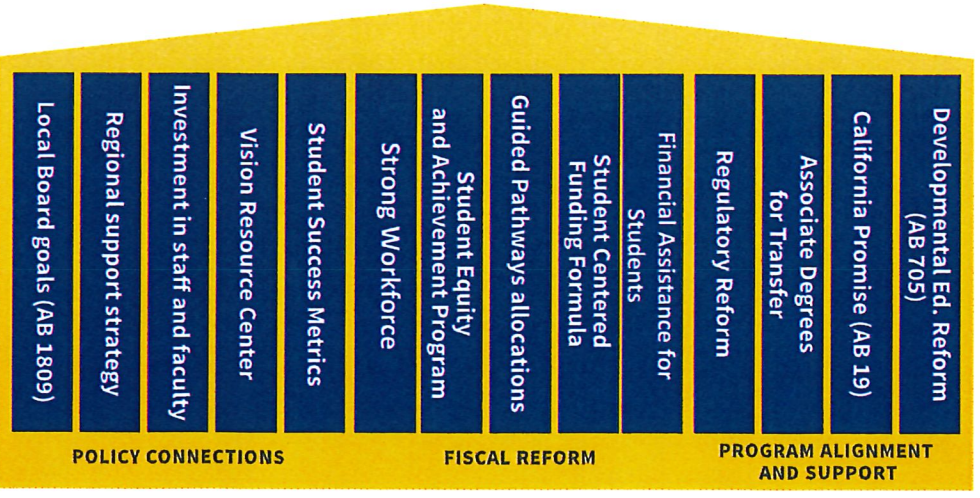 Local Board goals (AB 1809)
Regional support strategy
Investment in staff and faculty
Vision Resource Center
Student Success Metrics
Strong Workforce
Student Equity
and Achievement Program
Guided Pathways allocations
Student Centered
Funding Formula
Financial Assistance for
Students
Regulatory Reform
Associate Degrees
for Transfer
California Promise (AB 19)
Developmental Ed. Reform
(AB 705)
POLICY CONNECTIONS
FISCAL REFORM
PROGRAM ALIGNMENT
AND SUPPORT